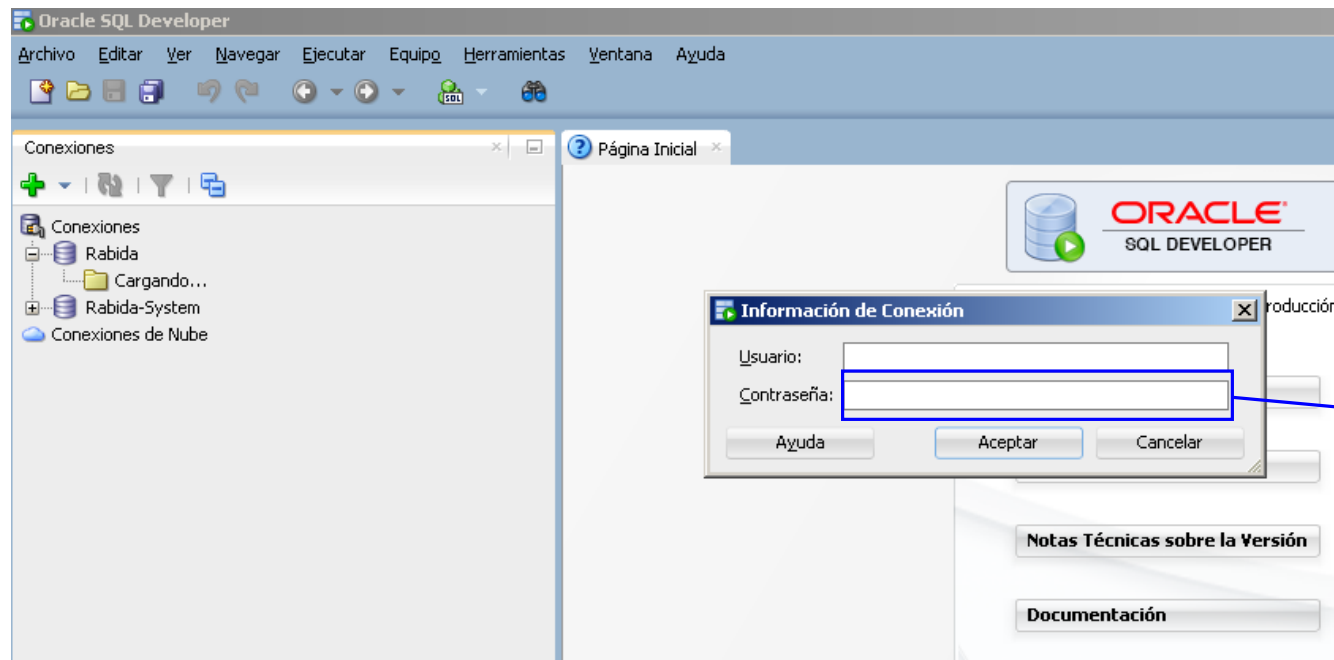 Oracle SQL Developer
Archivo Editar Ver Navegar Ejecutar Equipo Herramientas Ventana Ayuda
SQL
Conexiones
Página Inicial
Conexiones
Rabida
Cargando...
Rabida-System
Conexiones de Nube
ORACLE
SQL DEVELOPER
Información de Conexión
roducción
Usuario:
Contraseña:
Ayuda Aceptar Cancelar
Notas Técnicas sobre la Versión
Documentación